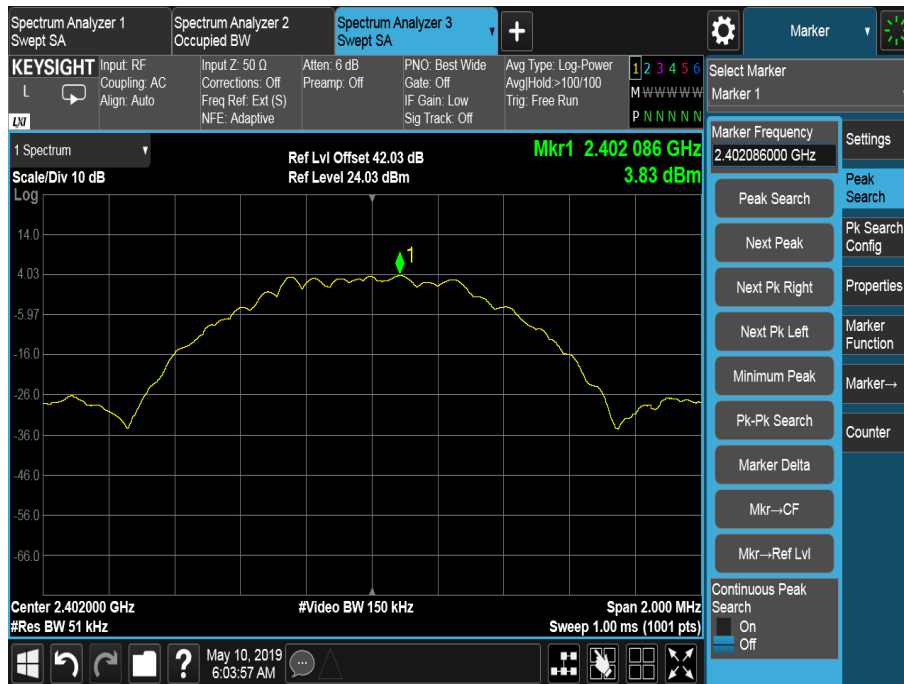 Spectrum Analyzer 1
Swept SA
Spectrum Analyzer 2
Occupied BW
Spectrum Analyzer 3
Swept SA
Marker
KEYSIGHT
L
LXI
Input: RF
Coupling: AC
Align: Auto
Input Z: 50 Ω
Corrections: Off
Freq Ref: Ext (S)
NFE: Adaptive
Atten: 6 dB
Preamp: Off
PNO: Best Wide
Gate: Off
IF Gain: Low
Sig Track: Off
Avg Type: Log-Power
Avg|Hold:>100/100
Trig: Free Run
1 2 3 4 5 6
M W W W W W
P N N N N N
Select Marker
Marker 1
1 Spectrum
Scale/Div 10 dB
Log
Ref Lvl Offset 42.03 dB
Ref Level 24.03 dBm
Mkr1 2.402 086 GHz
3.83 dBm
14.0
4.03
-5.97
-16.0
-26.0
-36.0
-46.0
-56.0
-66.0
1
Center 2.402000 GHz
#Res BW 51 kHz
#Video BW 150 kHz
Span 2.000 MHz
Sweep 1.00 ms (1001 pts)
Marker Frequency
2.402086000 GHz
Peak Search
Next Peak
Next Pk Right
Next Pk Left
Minimum Peak
Pk-Pk Search
Marker Delta
Mkr→CF
Mkr→Ref Lvl
Continuous Peak
Search
On
Off
Settings
Peak
Search
Pk Search
Config
Properties
Marker
Function
Marker→
Counter
?
May 10, 2019
6:03:57 AM